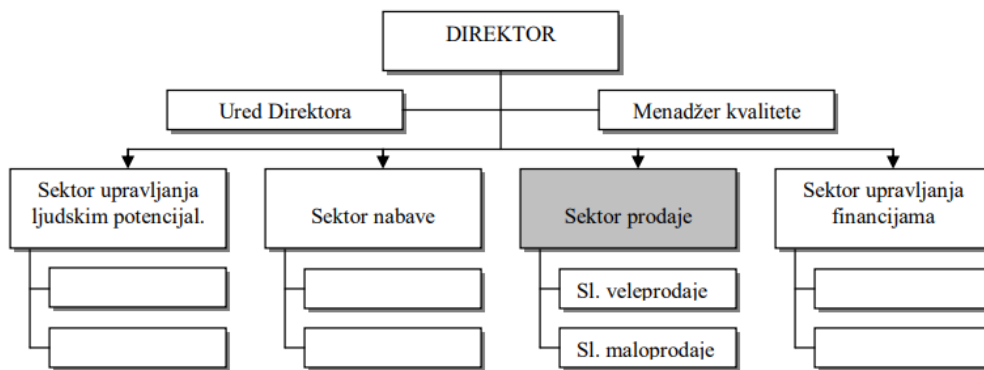 DIREKTOR
Ured Direktora
Menadžer kvalitete
Sektor upravljanja
ljudskim potencijal.
Sektor nabave
Sektor prodaje
Sektor upravljanja
financijama
Sl. veleprodaje
Sl. maloprodaje